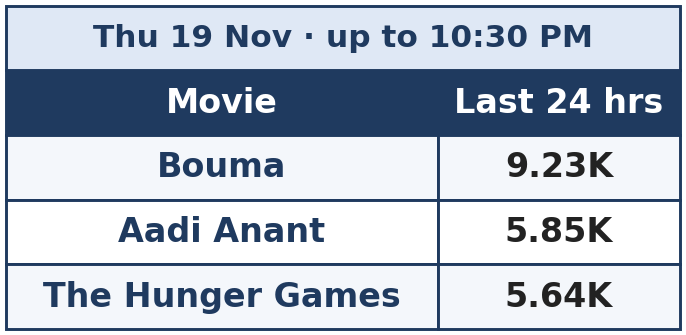 Thu 19 Nov · up to 10:30 PM
Movie Last 24 hrs
Bouma 9.23K
Aadi Anant 5.85K
The Hunger Games 5.64K